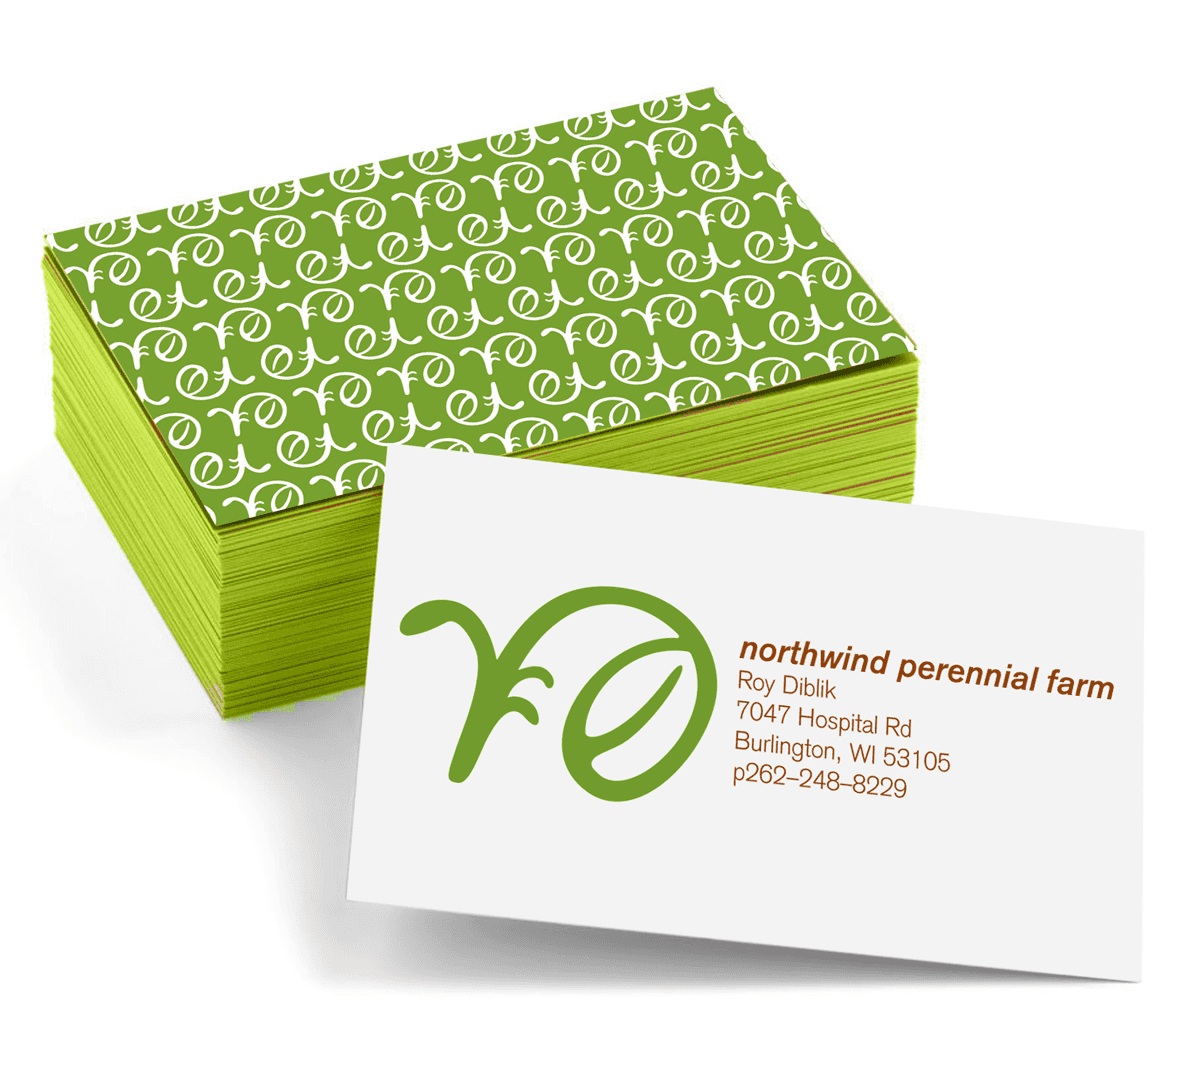 northwind perennial farm
Roy Diblik
7047 Hospital Rd
Burlington, WI 53105
p262–248–8229